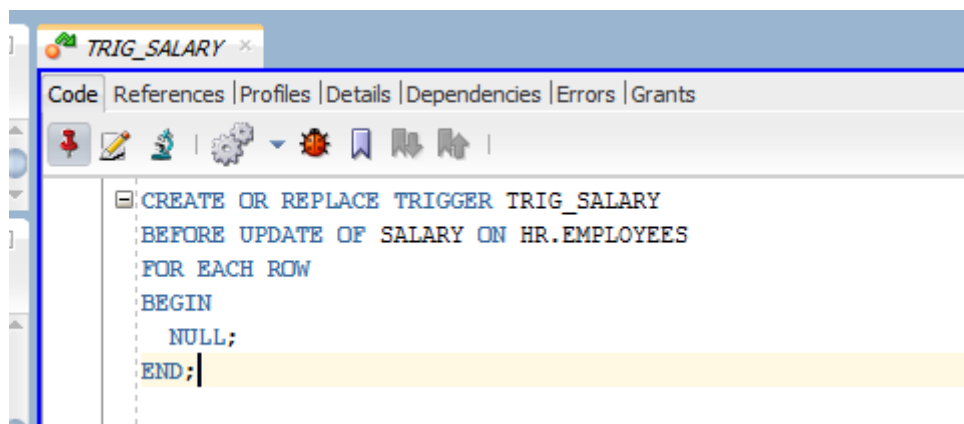 TRIG_SALARY
Code References |Profiles |Details |Dependencies |Errors |Grants
CREATE OR REPLACE TRIGGER TRIG_SALARY
BEFORE UPDATE OF SALARY ON HR.EMPLOYEES
FOR EACH ROW
BEGIN
NULL;
END;